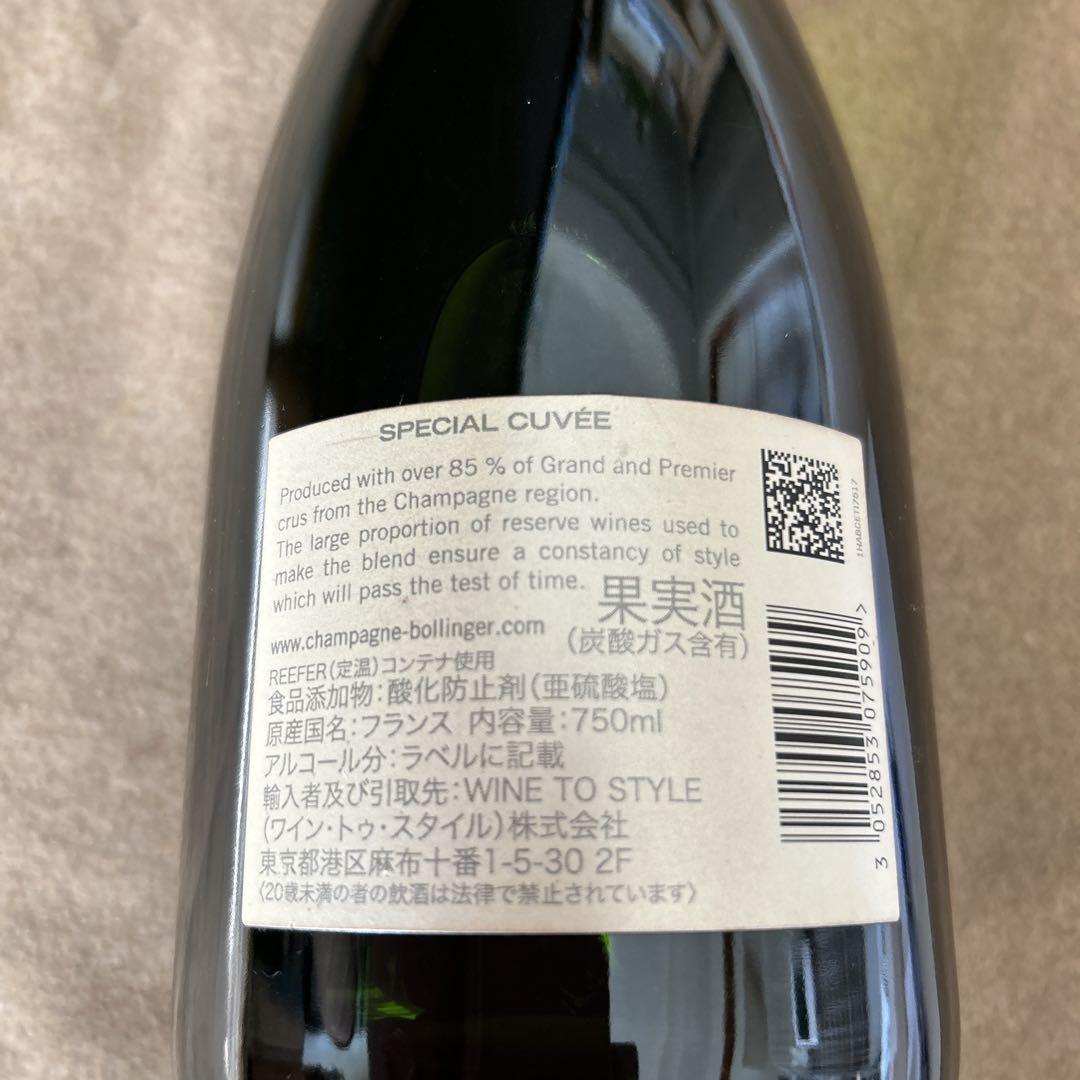 SPECIAL CUVÉE
Produced with over 85 % of Grand and Premier
crus from the Champagne region.
The large proportion of reserve wines used to
make the blend ensure a constancy of style
which will pass the test of time.
果実酒
(炭酸ガス含有)
www.champagne-bollinger.com
REEFER(定温)コンテナ使用
食品添加物:酸化防止剤(亜硫酸塩)
原産国名:フランス 内容量:750ml
アルコール分:ラベルに記載
輸入者及び引取先:WINE TO STYLE
(ワイン・トゥ・スタイル)株式会社
東京都港区麻布十番1-5-30 2F
〈20歳未満の者の飲酒は法律で禁止されています〉
3 052853 075909 >